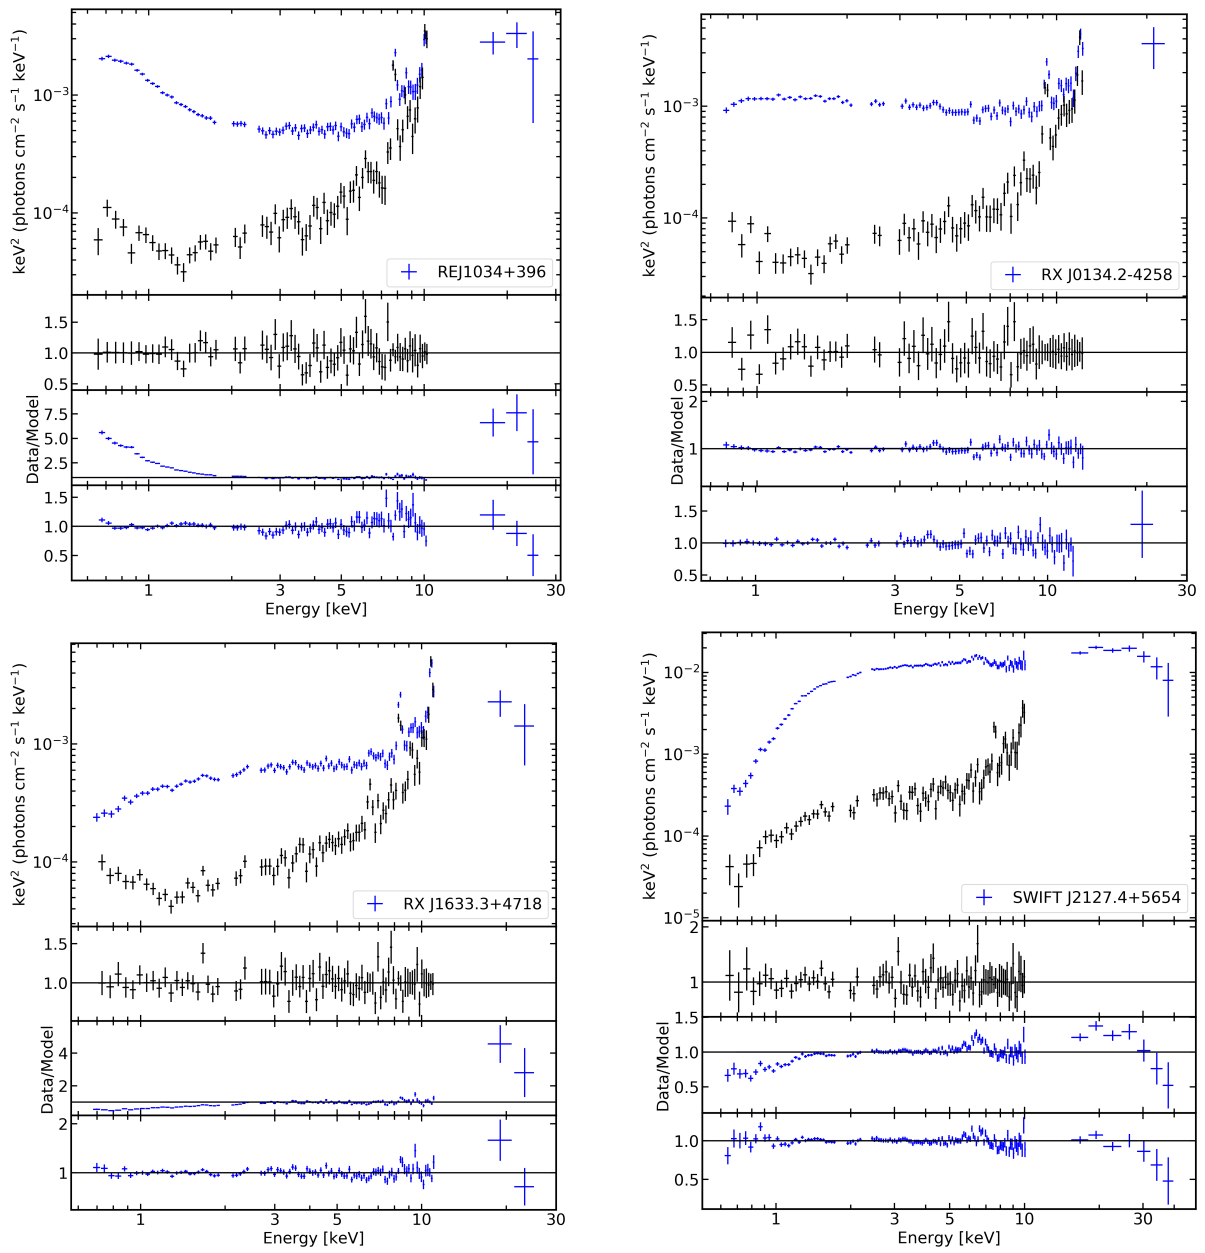 keV² (photons cm⁻² s⁻¹ keV⁻¹)
10⁻³
10⁻⁴
REJ1034+396
1.5
1.0
0.5
Data/Model
7.5
5.0
2.5
1.5
1.0
0.5
1 3 5 10 30
Energy [keV]
keV² (photons cm⁻² s⁻¹ keV⁻¹)
10⁻³
10⁻⁴
RX J0134.2-4258
1.5
1.0
0.5
Data/Model
2
1
1.5
1.0
0.5
1 3 5 10 30
Energy [keV]
keV² (photons cm⁻² s⁻¹ keV⁻¹)
10⁻³
10⁻⁴
RX J1633.3+4718
1.5
1.0
Data/Model
4
2
2
1
1 3 5 10 30
Energy [keV]
keV² (photons cm⁻² s⁻¹ keV⁻¹)
10⁻²
10⁻³
10⁻⁴
10⁻⁵
SWIFT J2127.4+5654
2
1
Data/Model
1.5
1.0
0.5
1.0
0.5
1 3 5 10 30
Energy [keV]